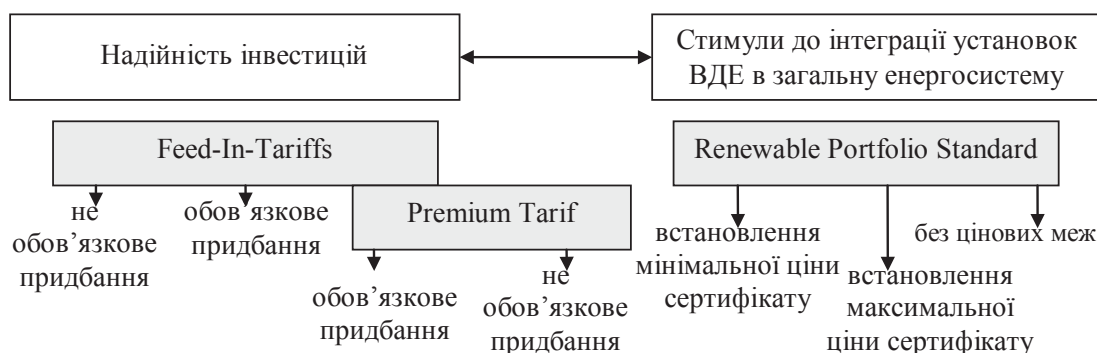 Надійність інвестицій
Стимули до інтеграції установок
ВДЕ в загальну енергосистему
Feed-In-Tariffs
не
обов’язкове
придбання
обов’язкове
придбання
Premium Tarif
обов’язкове
придбання
не
обов’язкове
придбання
Renewable Portfolio Standard
встановлення
мінімальної ціни
сертифікату
встановлення
максимальної
ціни сертифікату
без цінових меж